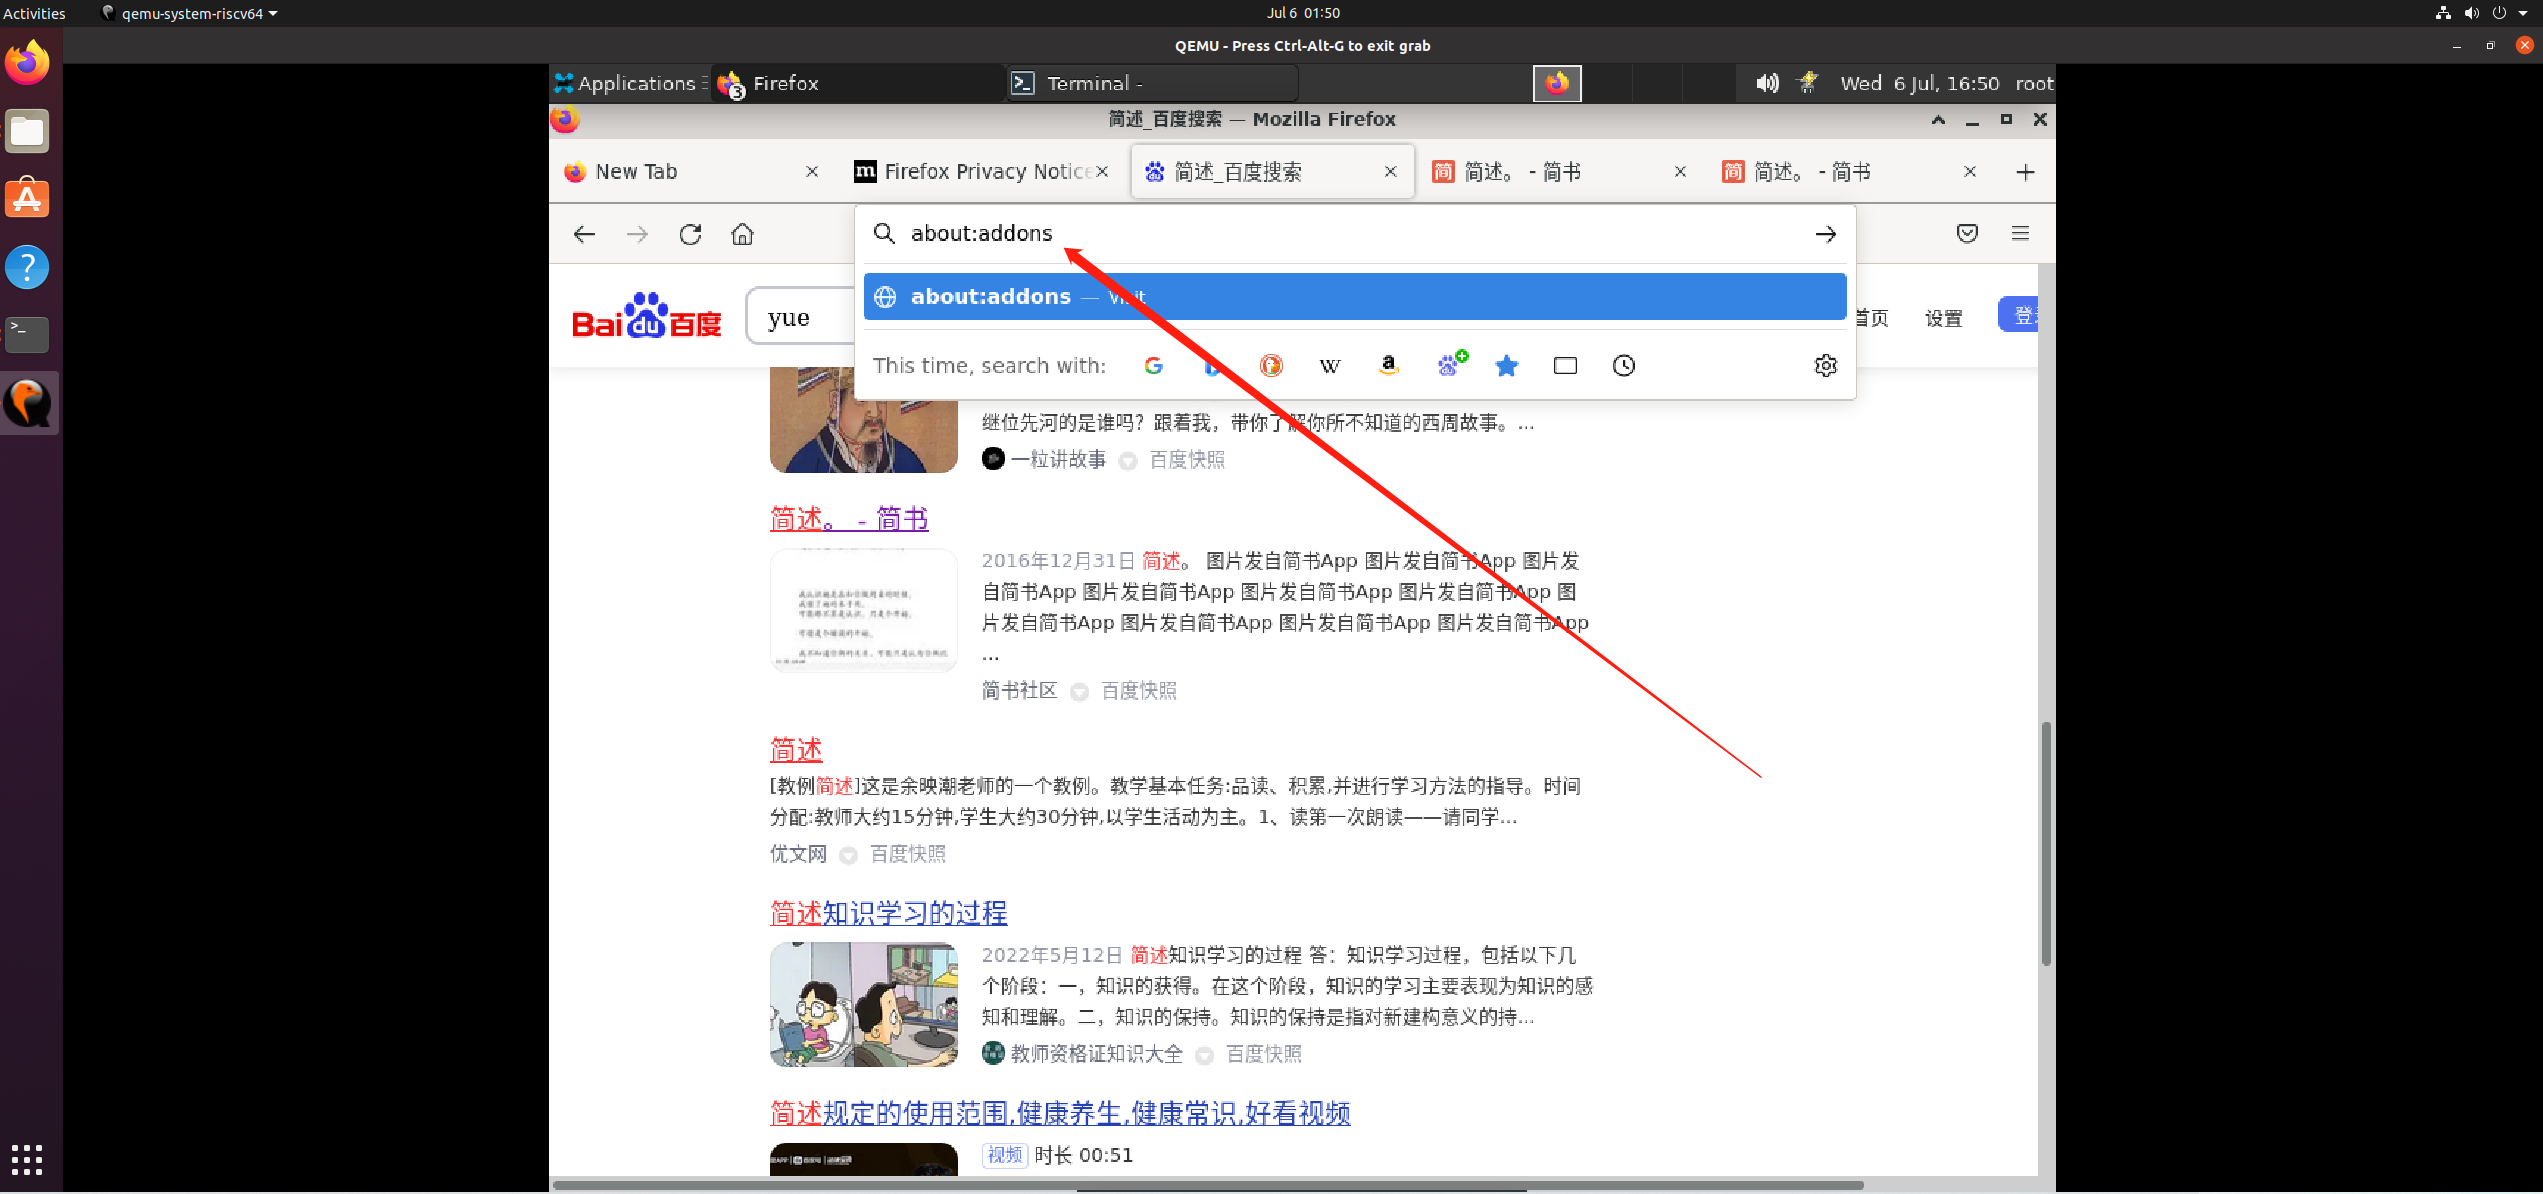 Activities
qemu-system-riscv64
Jul 6 01:50
QEMU - Press Ctrl-Alt-G to exit grab
Applications
3
Firefox
Terminal -
Wed 6 Jul, 16:50 root
简述_百度搜索 — Mozilla Firefox
New Tab
Firefox Privacy Notice
简述_百度搜索
简述。 - 简书
简述。 - 简书
about:addons
about:addons — Visit
This time, search with:
Bai du 百度
yue
首页
设置
继位先河的是谁吗？跟着我，带你了解你所不知道的西周故事。...
一粒讲故事 百度快照
简述。 - 简书
2016年12月31日 简述。 图片发自简书App 图片发自简书App 图片发
自简书App 图片发自简书App 图片发自简书App 图片发自简书App 图
片发自简书App 图片发自简书App 图片发自简书App 图片发自简书App
...
简书社区 百度快照
简述
[教例简述]这是余映潮老师的一个教例。教学基本任务:品读、积累,并进行学习方法的指导。时间
分配:教师大约15分钟,学生大约30分钟,以学生活动为主。1、读第一次朗读——请同学...
优文网 百度快照
简述知识学习的过程
2022年5月12日 简述知识学习的过程 答：知识学习过程，包括以下几
个阶段：一，知识的获得。在这个阶段，知识的学习主要表现为知识的感
知和理解。二，知识的保持。知识的保持是指对新建构意义的持...
教师资格证知识大全 百度快照
简述规定的使用范围,健康养生,健康常识,好看视频
视频 时长 00:51